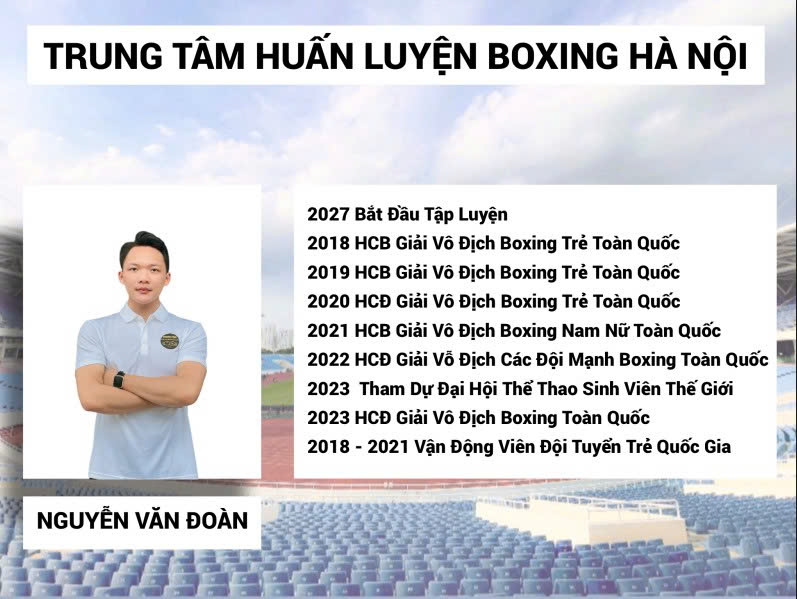 TRUNG TÂM HUẤN LUYỆN BOXING HÀ NỘI
2027 Bắt Đầu Tập Luyện
2018 HCB Giải Vô Địch Boxing Trẻ Toàn Quốc
2019 HCB Giải Vô Địch Boxing Trẻ Toàn Quốc
2020 HCĐ Giải Vô Địch Boxing Trẻ Toàn Quốc
2021 HCB Giải Vô Địch Boxing Nam Nữ Toàn Quốc
2022 HCĐ Giải Vỗ Địch Các Đội Mạnh Boxing Toàn Quốc
2023 Tham Dự Đại Hội Thể Thao Sinh Viên Thế Giới
2023 HCĐ Giải Vô Địch Boxing Toàn Quốc
2018 - 2021 Vận Động Viên Đội Tuyển Trẻ Quốc Gia
NGUYỄN VĂN ĐOÀN